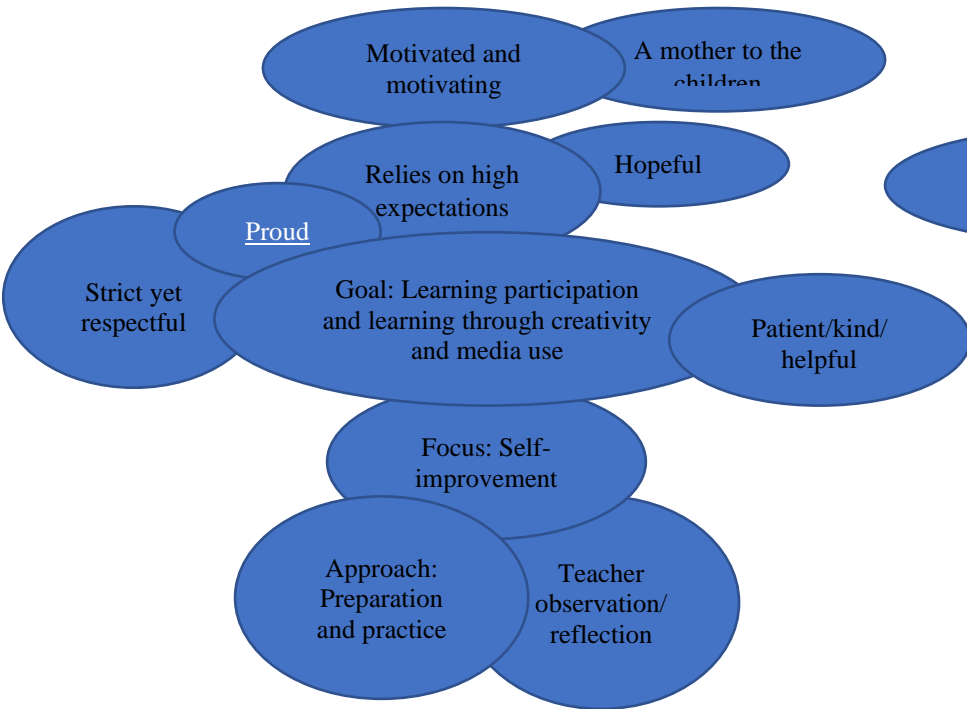 Motivated and
motivating
A mother to the
children
Relies on high
expectations
Hopeful
Proud
Strict yet
respectful
Goal: Learning participation
and learning through creativity
and media use
Patient/kind/
helpful
Focus: Self-
improvement
Approach:
Preparation
and practice
Teacher
observation/
reflection